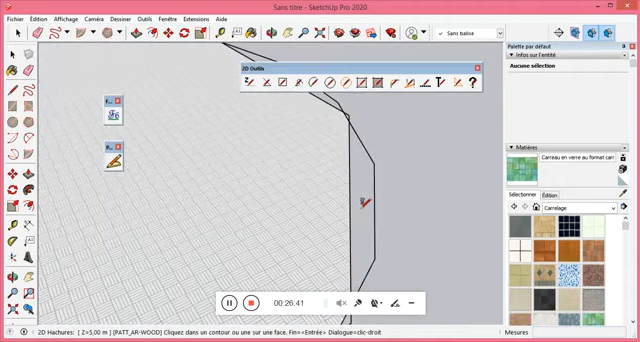 Sans titre - SketchUp Pro 2020
Fichier Édition Affichage Caméra Dessiner Outils Fenêtre Extensions Aide
Sans balise
Palette par défaut
Infos sur l'entité
Aucune sélection
2D Outils
F...
R...
Matières
Carreau en verre au format carr
Sélectionner Édition
Carrelage
00:26:41
Mesures
2D Hachures: [ Z=5,00 m ] [PATT_AR-WOOD] Cliquez dans un contour ou une sur une face. Fin=<Entrée> Dialogue=clic-droit